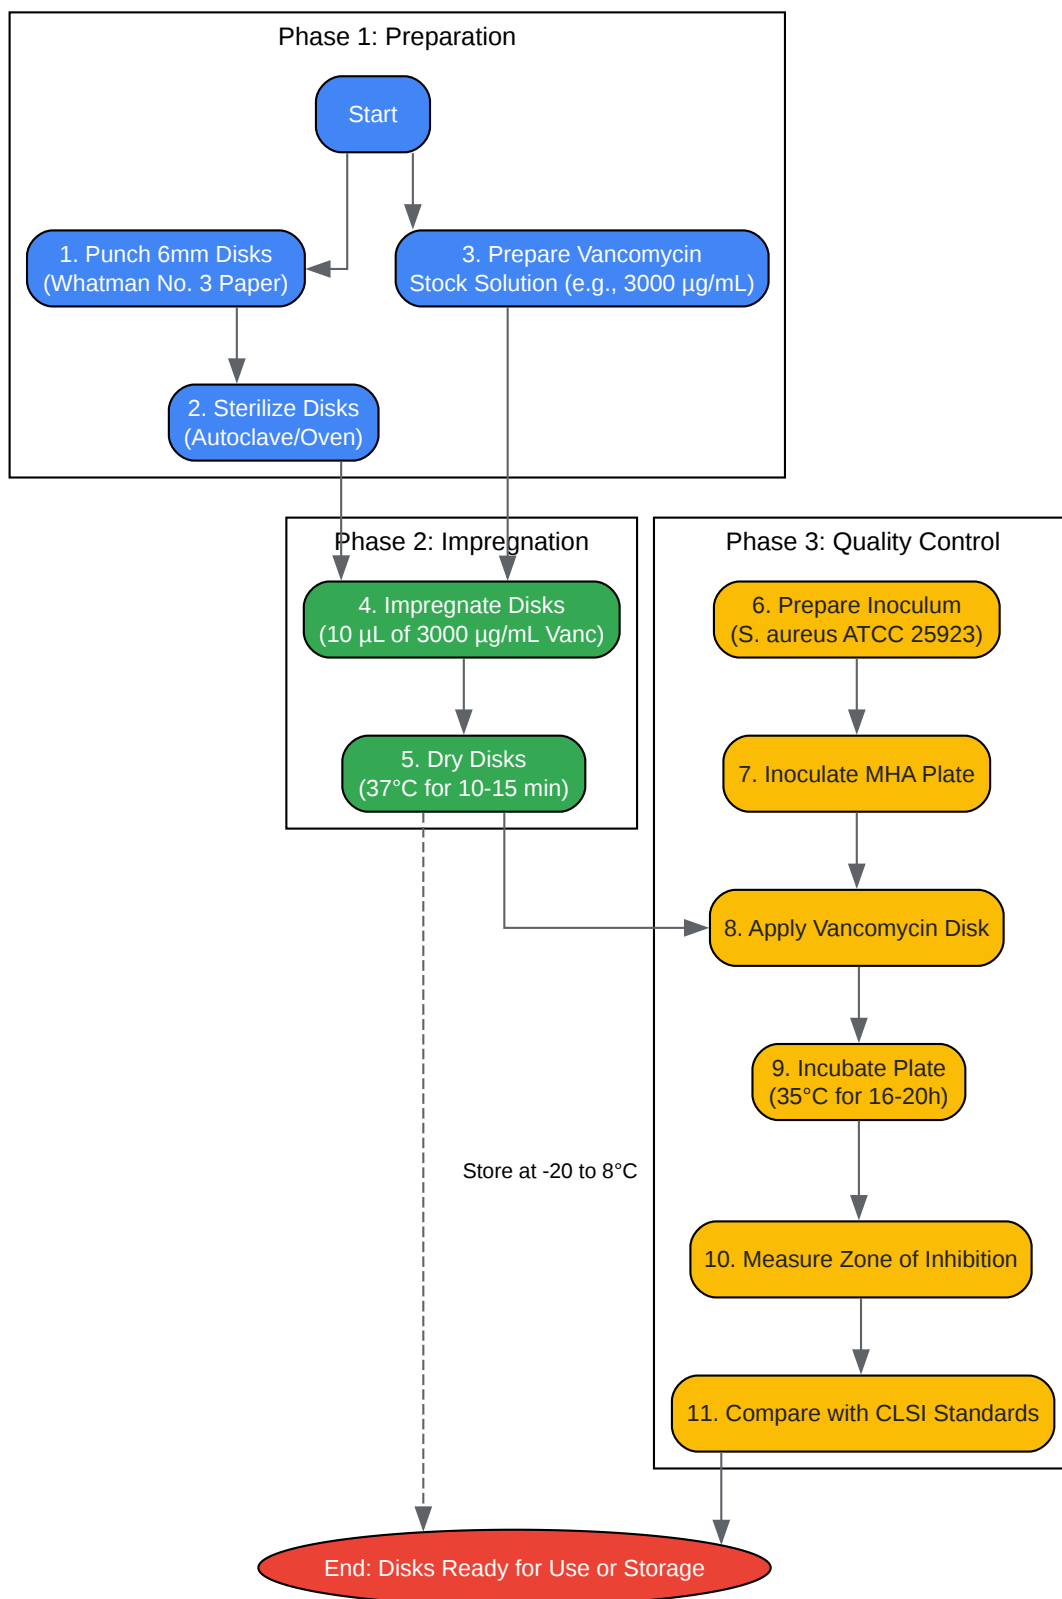 Phase 1: Preparation
Start
1. Punch 6mm Disks
(Whatman No. 3 Paper)
3. Prepare Vancomycin
Stock Solution (e.g., 3000 µg/mL)
2. Sterilize Disks
(Autoclave/Oven)
Phase 2: Impregnation
4. Impregnate Disks
(10 µL of 3000 µg/mL Vanc)
5. Dry Disks
(37°C for 10-15 min)
Phase 3: Quality Control
6. Prepare Inoculum
(S. aureus ATCC 25923)
7. Inoculate MHA Plate
8. Apply Vancomycin Disk
9. Incubate Plate
(35°C for 16-20h)
Store at -20 to 8°C
10. Measure Zone of Inhibition
11. Compare with CLSI Standards
End: Disks Ready for Use or Storage